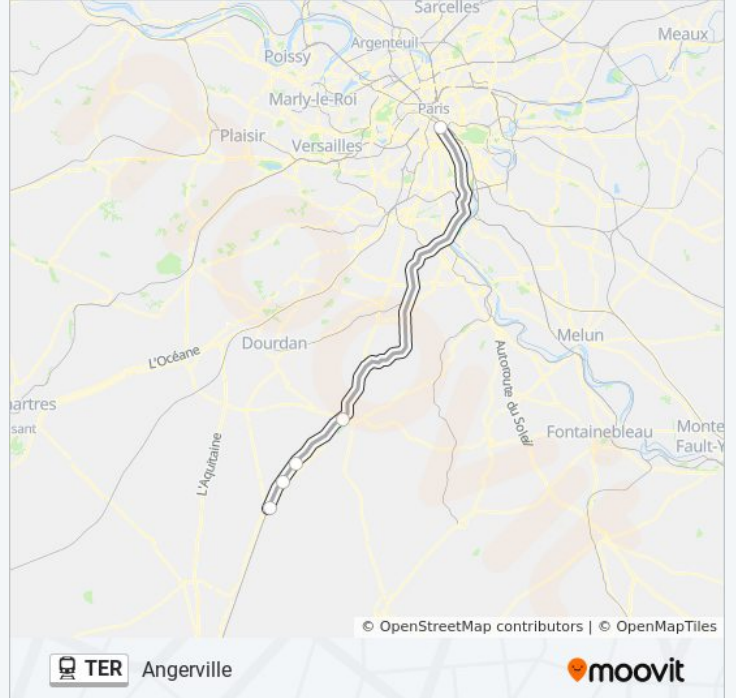 Sarcelles
Meaux
Argenteuil
Poissy
Marly-le-Roi
Paris
Plaisir
Versailles
Dourdan
Melun
L'Océane
Autoroute du Soleil
artres
sant
Monte
Fontainebleau
Fault-Y
L'Aquitaine
© OpenStreetMap contributors | © OpenMapTiles
TER Angerville
moovit